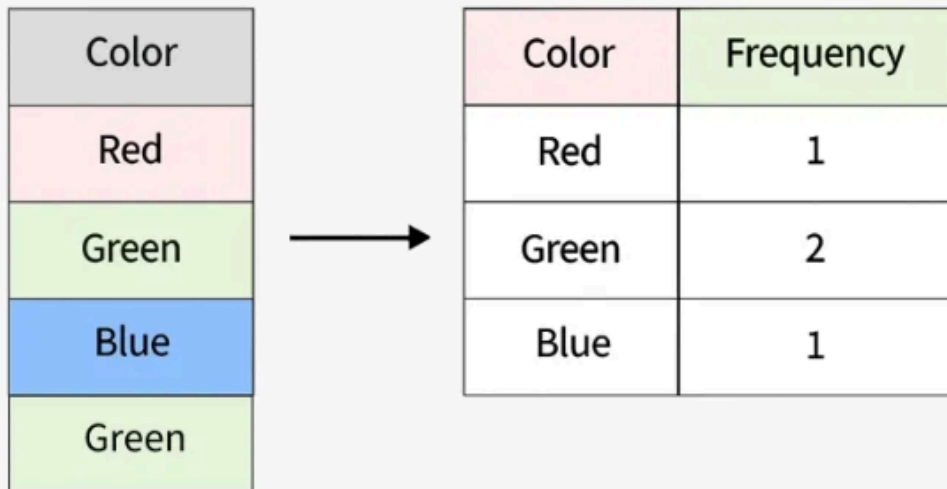 Color
Red
Green
Blue
Green
Color Frequency
Red 1
Green 2
Blue 1